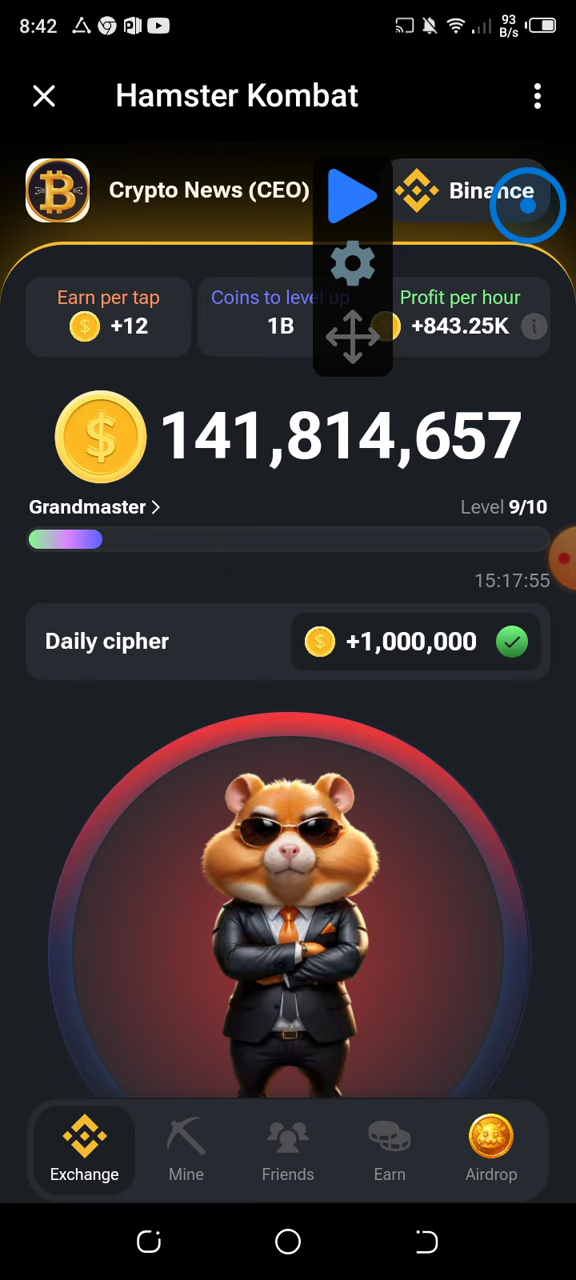 8:42
93
B/s
Hamster Kombat
Crypto News (CEO)
Binance
Earn per tap
+12
Coins to level up
1B
Profit per hour
+843.25K
141,814,657
Grandmaster >
Level 9/10
15:17:55
Daily cipher
+1,000,000
Exchange
Mine
Friends
Earn
Airdrop